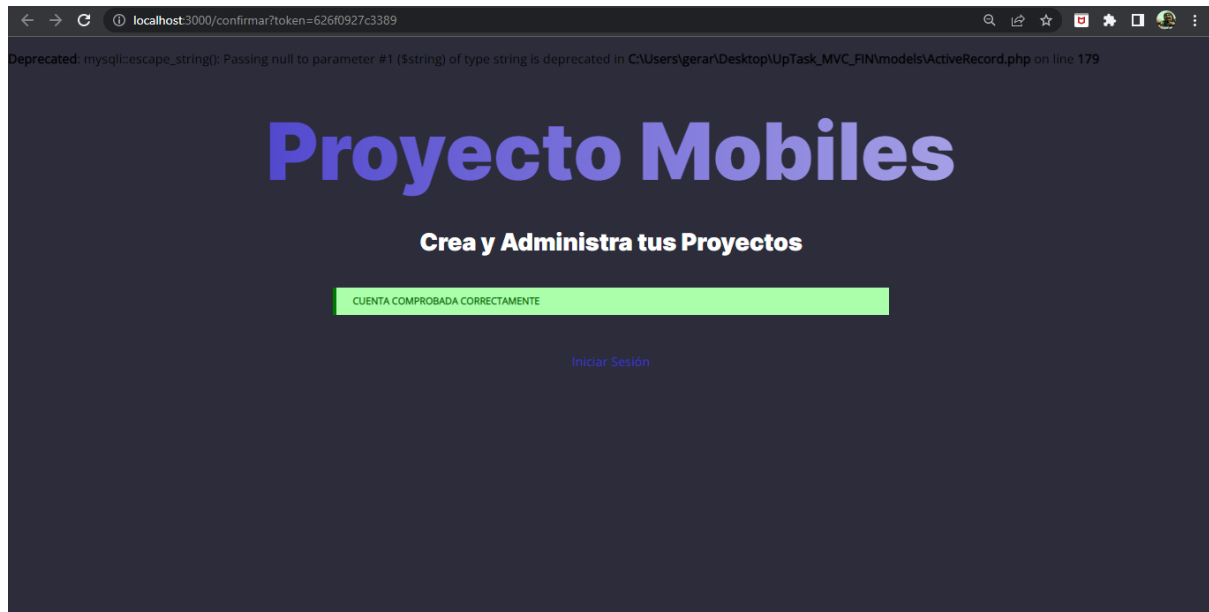 localhost:3000/confirmar?token=626f0927c3389
Deprecated: mysqli::escape_string(): Passing null to parameter #1 ($string) of type string is deprecated in C:\Users\gerar\Desktop\UpTask_MVC_FIN\models\ActiveRecord.php on line 179
Proyecto Mobiles
Crea y Administra tus Proyectos
CUENTA COMPROBADA CORRECTAMENTE
Iniciar Sesión